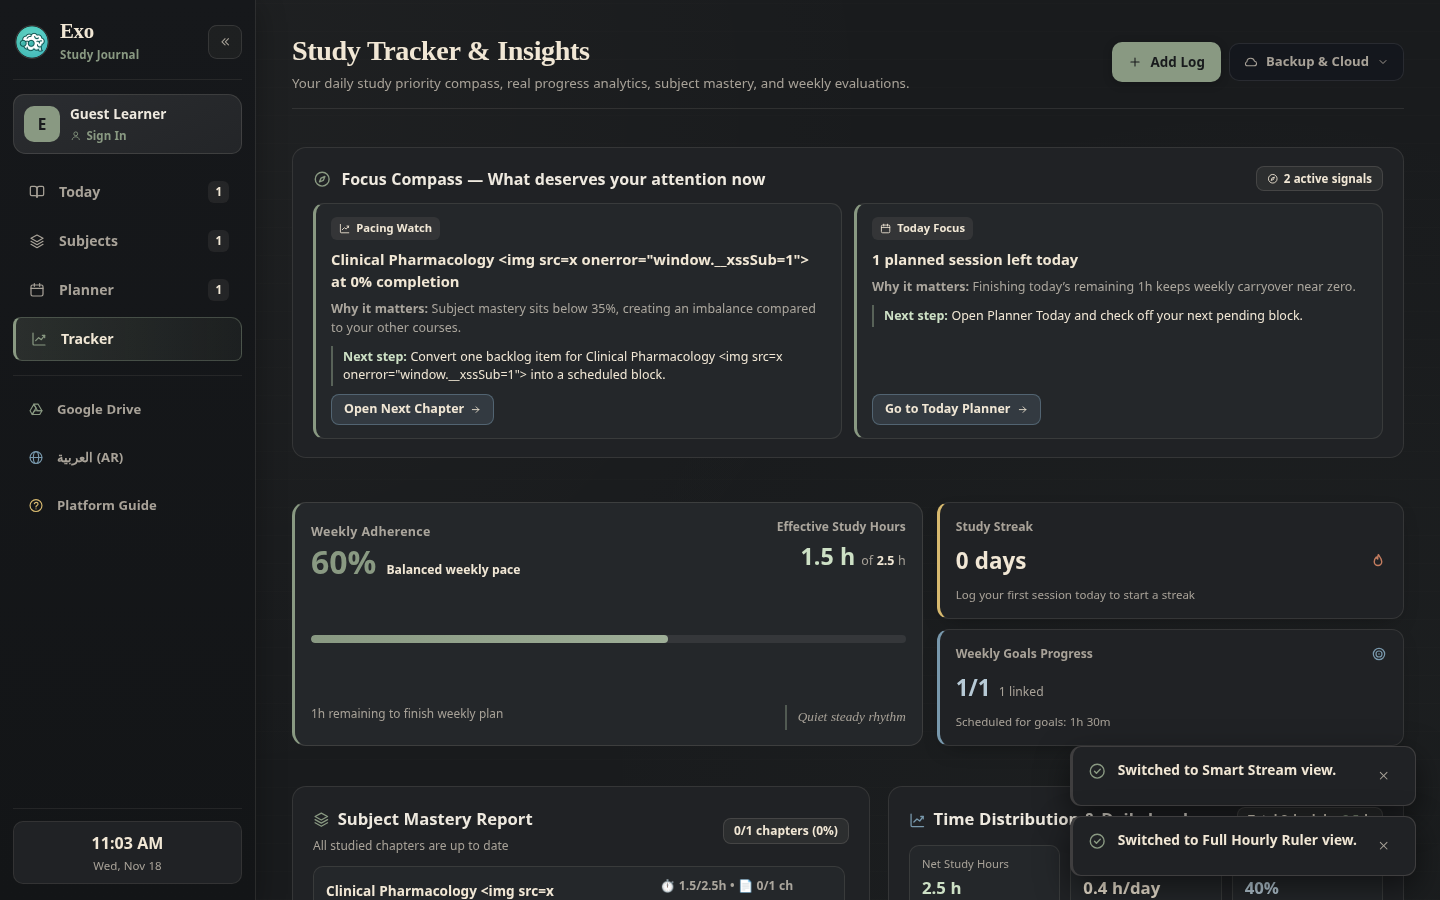 Exo
Study Journal
E
Guest Learner
Sign In
Today 1
Subjects 1
Planner 1
Tracker
Google Drive
العربية (AR)
Platform Guide
11:03 AM
Wed, Nov 18
Study Tracker & Insights
Your daily study priority compass, real progress analytics, subject mastery, and weekly evaluations.
Add Log
Backup & Cloud
Focus Compass — What deserves your attention now
2 active signals
Pacing Watch
Clinical Pharmacology <img src=x onerror="window.__xssSub=1">
at 0% completion
Why it matters: Subject mastery sits below 35%, creating an imbalance compared
to your other courses.
Next step: Convert one backlog item for Clinical Pharmacology <img src=x
onerror="window.__xssSub=1"> into a scheduled block.
Open Next Chapter →
Today Focus
1 planned session left today
Why it matters: Finishing today's remaining 1h keeps weekly carryover near zero.
Next step: Open Planner Today and check off your next pending block.
Go to Today Planner →
Weekly Adherence
60% Balanced weekly pace
Effective Study Hours
1.5 h of 2.5 h
1h remaining to finish weekly plan
Quiet steady rhythm
Study Streak
0 days
Log your first session today to start a streak
Weekly Goals Progress
1/1 1 linked
Scheduled for goals: 1h 30m
Subject Mastery Report
All studied chapters are up to date
0/1 chapters (0%)
Clinical Pharmacology <img src=x
⏱️ 1.5/2.5h • 📄 0/1 ch
Time Distribution
Net Study Hours
2.5 h
0.4 h/day
40%
Switched to Smart Stream view.
Switched to Full Hourly Ruler view.